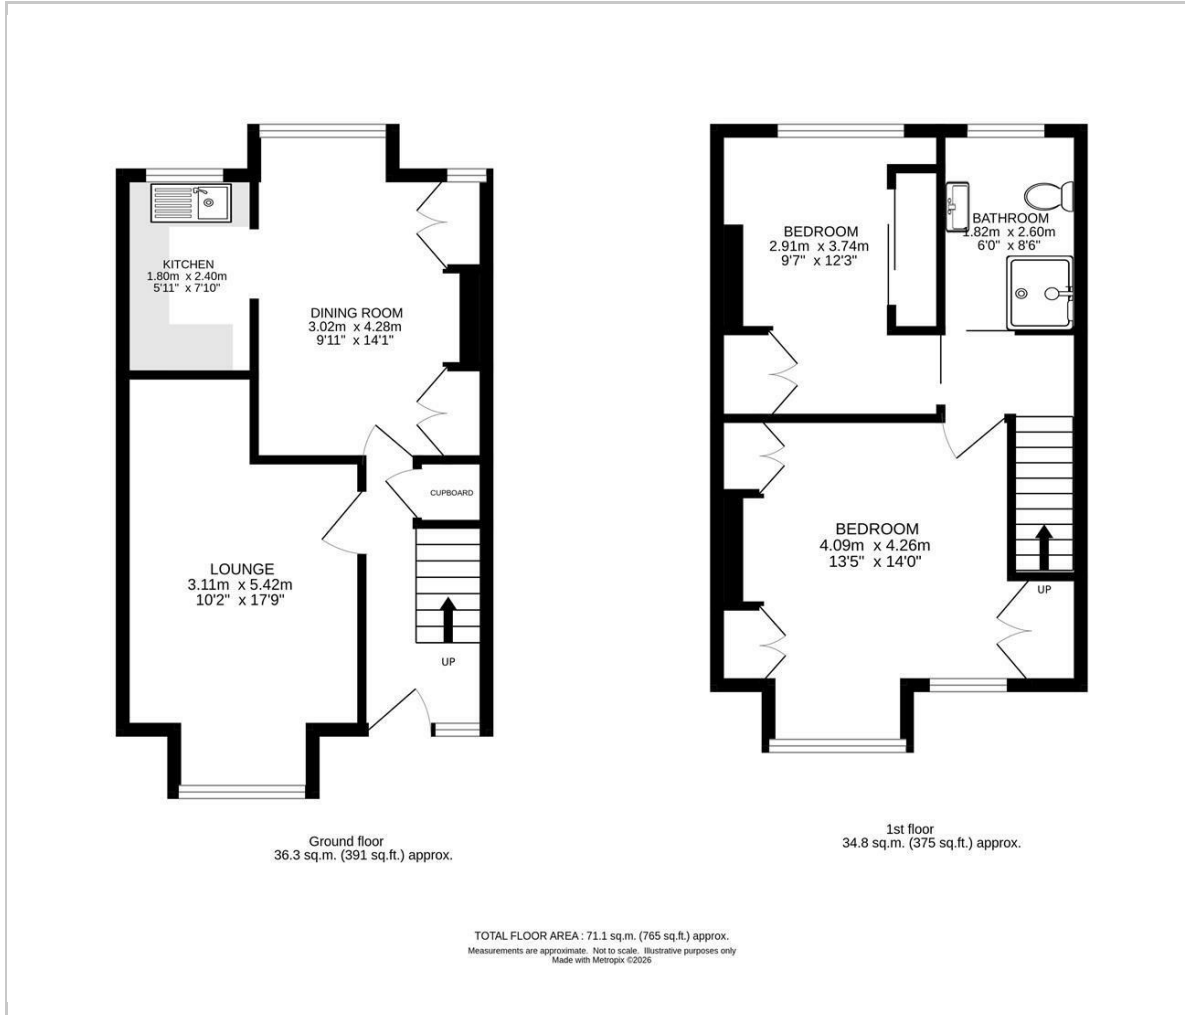 KITCHEN
1.80m x 2.40m
5'11" x 7'10"
DINING ROOM
3.02m x 4.28m
9'11" x 14'1"
CUPBOARD
LOUNGE
3.11m x 5.42m
10'2" x 17'9"
UP
Ground floor
36.3 sq.m. (391 sq.ft.) approx.
BEDROOM
2.91m x 3.74m
9'7" x 12'3"
BATHROOM
1.82m x 2.60m
6'0" x 8'6"
BEDROOM
4.09m x 4.26m
13'5" x 14'0"
UP
1st floor
34.8 sq.m. (375 sq.ft.) approx.
TOTAL FLOOR AREA : 71.1 sq.m. (765 sq.ft.) approx.
Measurements are approximate. Not to scale. Illustrative purposes only
Made with Metropix ©2026